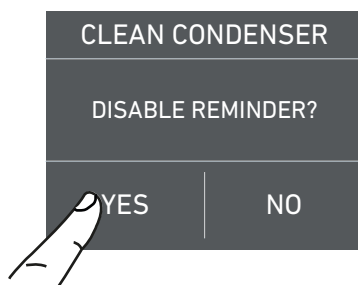 CLEAN CONDENSER
DISABLE REMINDER?
YES NO